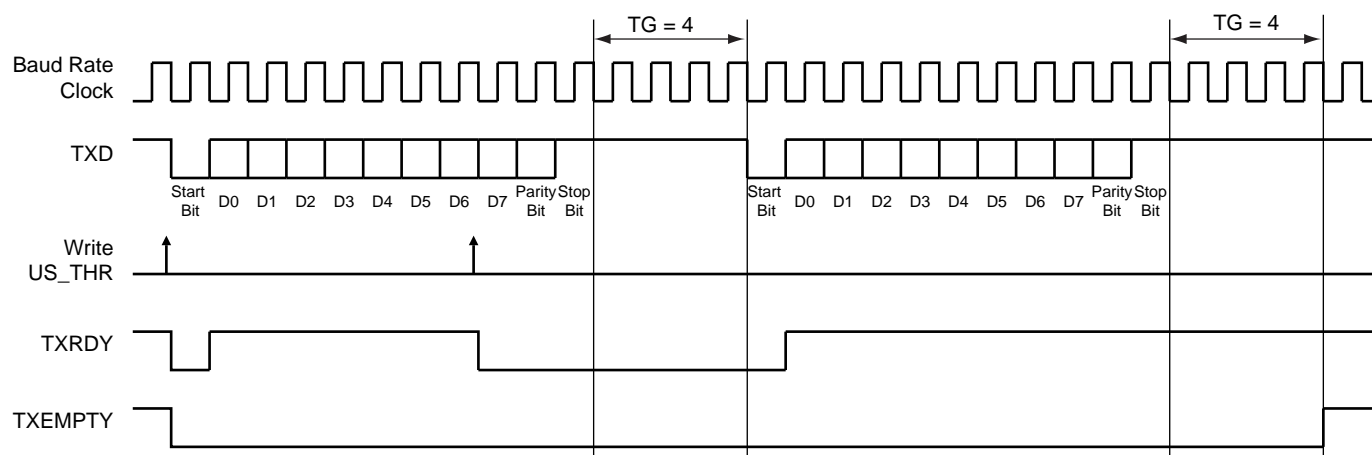 TG = 4
TG = 4
Baud Rate
Clock
TXD
Start
Bit
D0
D1
D2
D3
D4
D5
D6
D7
Parity
Bit
Stop
Bit
Start
Bit
D0
D1
D2
D3
D4
D5
D6
D7
Parity
Bit
Stop
Bit
Write
US_THR
TXRDY
TXEMPTY